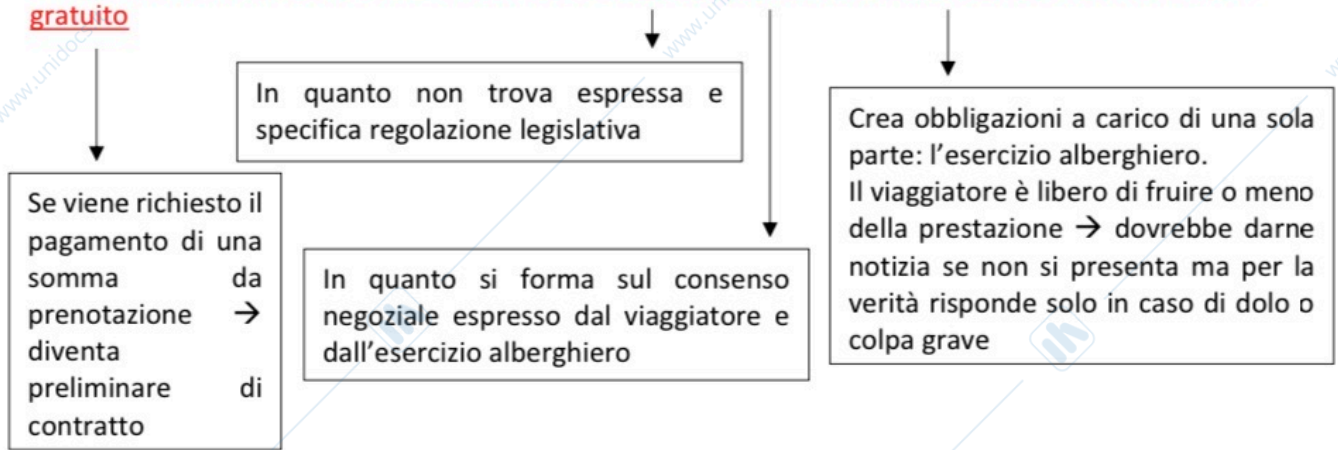 gratuito
In quanto non trova espressa e
specifica regolazione legislativa
Crea obbligazioni a carico di una sola
parte: l'esercizio alberghiero.
Il viaggiatore è libero di fruire o meno
della prestazione → dovrebbe darne
notizia se non si presenta ma per la
verità risponde solo in caso di dolo o
colpa grave
Se viene richiesto il
pagamento di una
somma da
prenotazione →
diventa
preliminare di
contratto
In quanto si forma sul consenso
negoziale espresso dal viaggiatore e
dall'esercizio alberghiero